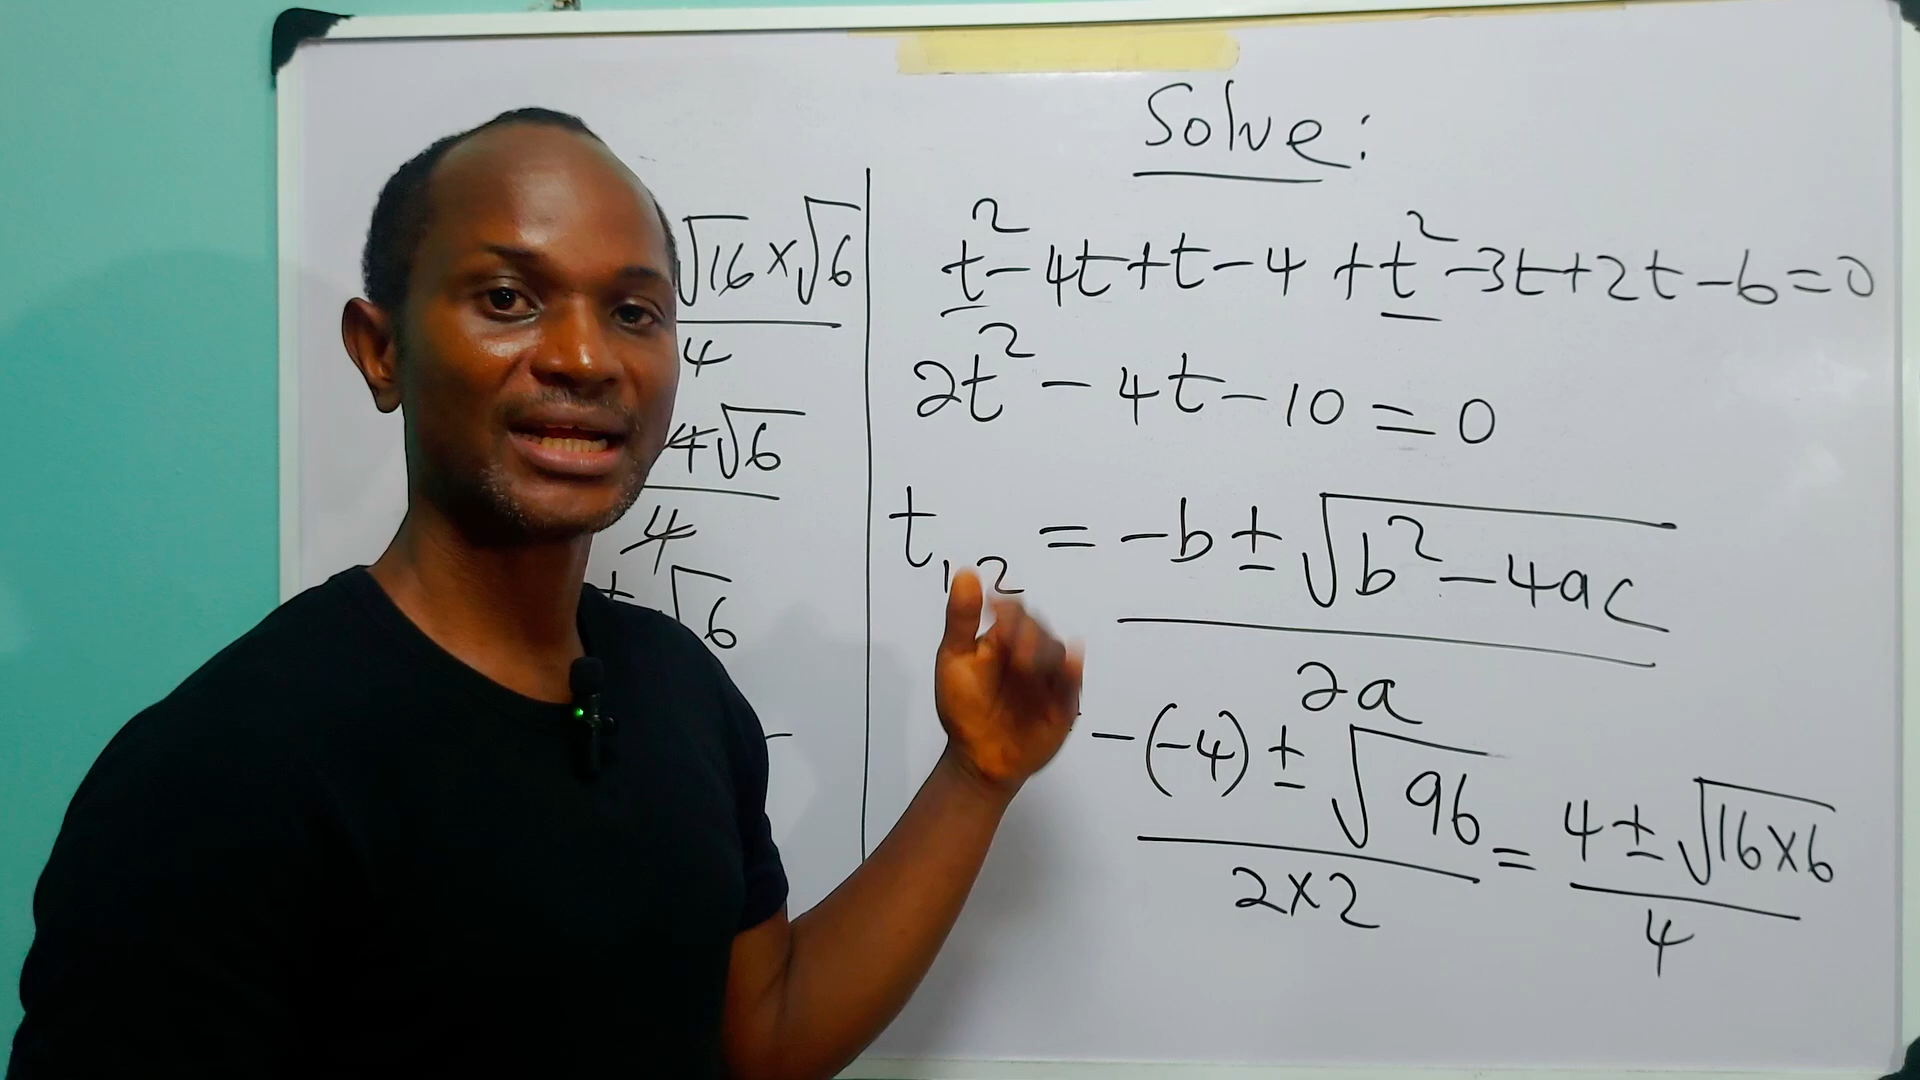 √16 × √6
4
4√6
4
± √6
Solve:
t² - 4t + t - 4 + t² - 3t + 2t - 6 = 0
2t² - 4t - 10 = 0
t₁,₂ = -b ± √b² - 4ac
2a
-(-4) ± √96 = 4 ± √16×6
2×2 4